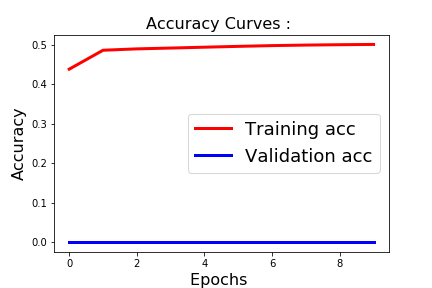 Accuracy Curves :
Accuracy
0.5
0.4
0.3
0.2
0.1
0.0
Training acc
Validation acc
0 2 4 6 8
Epochs